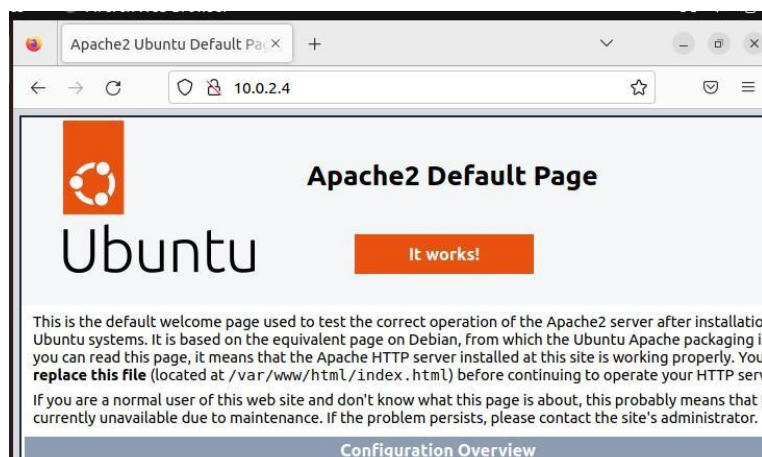 Apache2 Ubuntu Default Pag
10.0.2.4
Apache2 Default Page
Ubuntu
It works!
This is the default welcome page used to test the correct operation of the Apache2 server after installatio
Ubuntu systems. It is based on the equivalent page on Debian, from which the Ubuntu Apache packaging i
you can read this page, it means that the Apache HTTP server installed at this site is working properly. You
replace this file (located at /var/www/html/index.html) before continuing to operate your HTTP serv
If you are a normal user of this web site and don't know what this page is about, this probably means that
currently unavailable due to maintenance. If the problem persists, please contact the site's administrator.
Configuration Overview